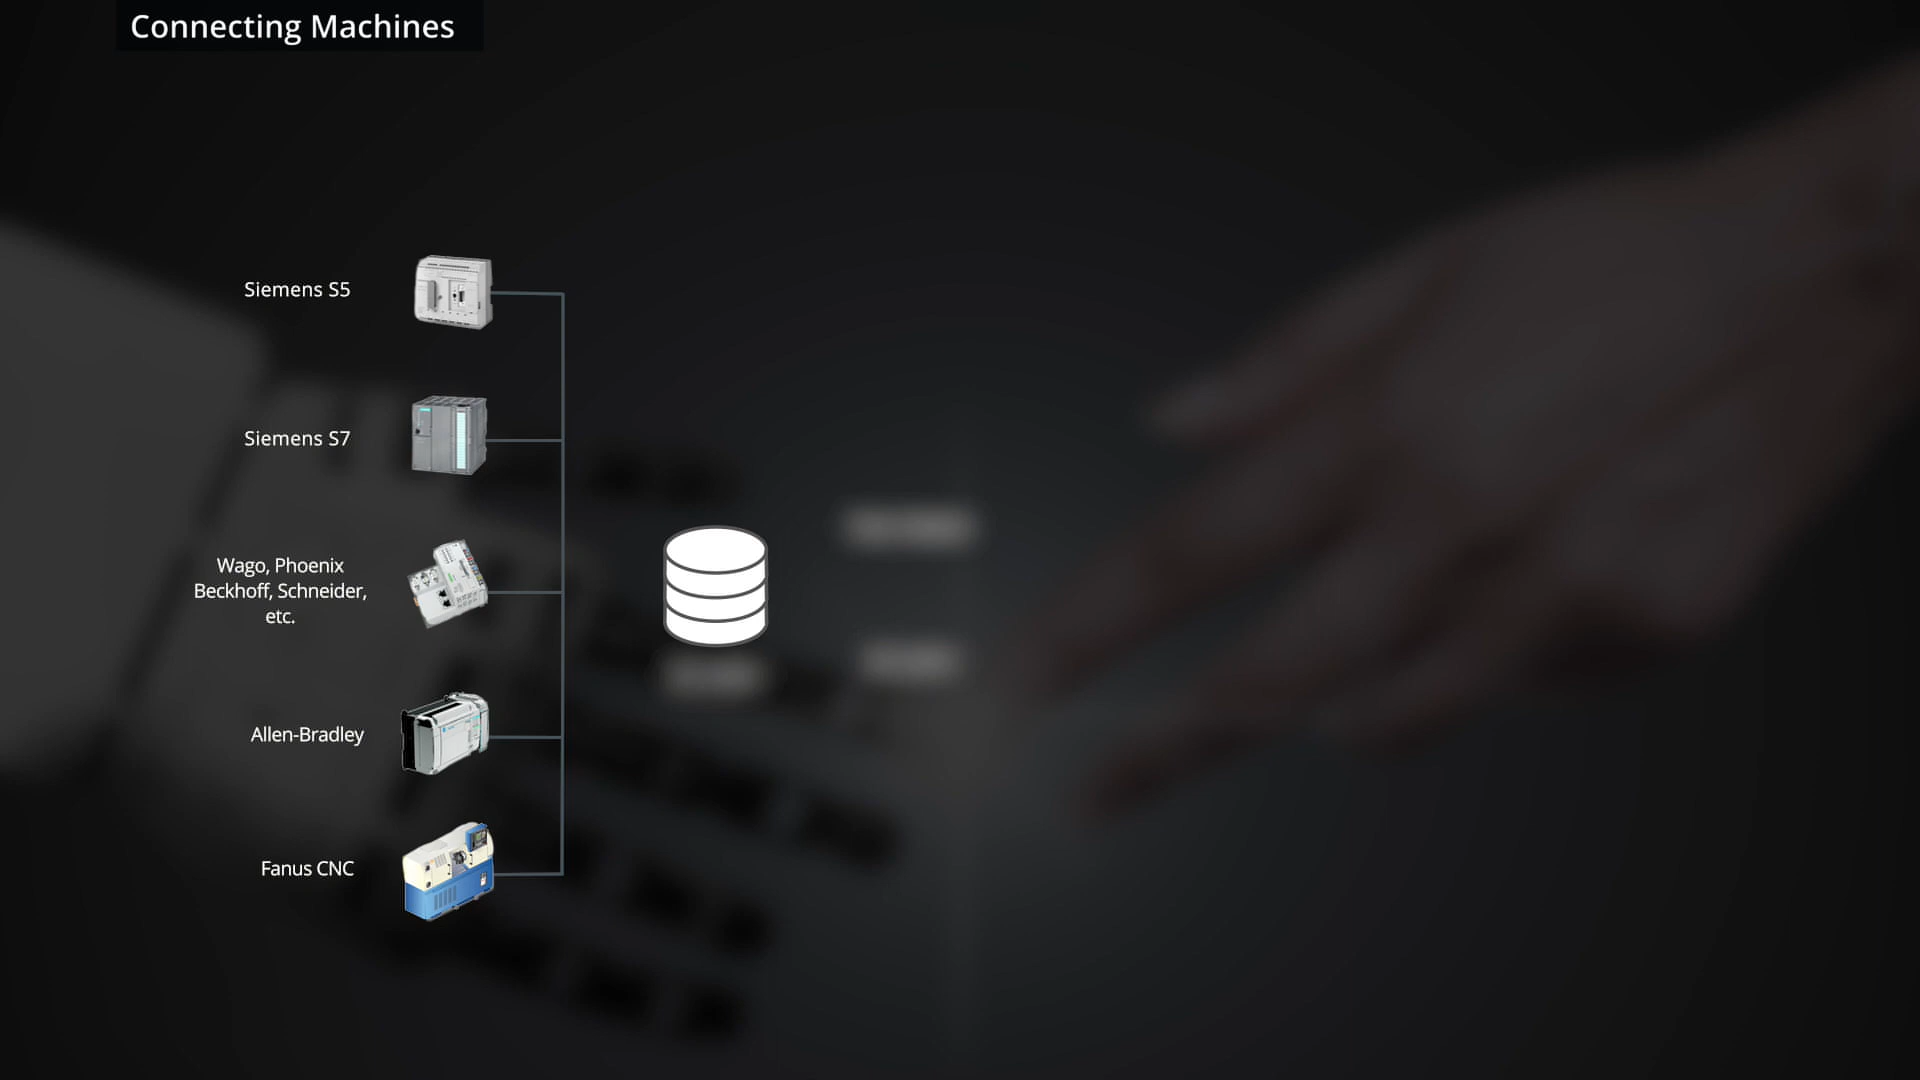 Connecting Machines
Siemens S5
Siemens S7
Wago, Phoenix
Beckhoff, Schneider,
etc.
Allen-Bradley
Fanus CNC